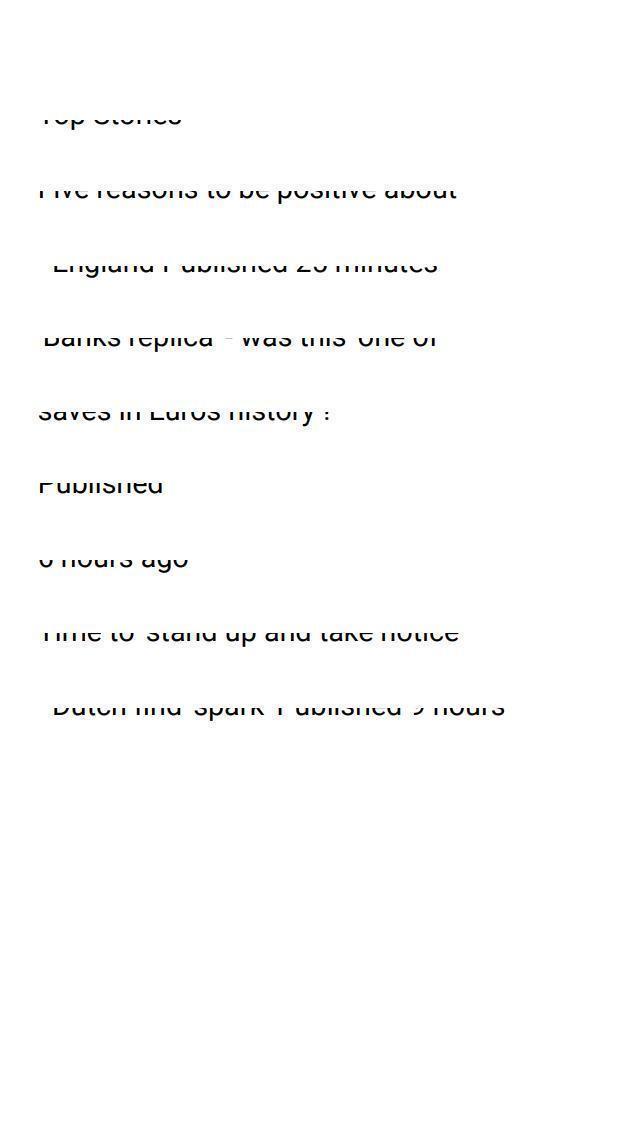 Top Stories
Five reasons to be positive about
England Published 23 minutes
Banks replica - Was this one of
saves in Euros history ?
Published
6 hours ago
Time to stand up and take notice
Dutch find spark Published 9 hours